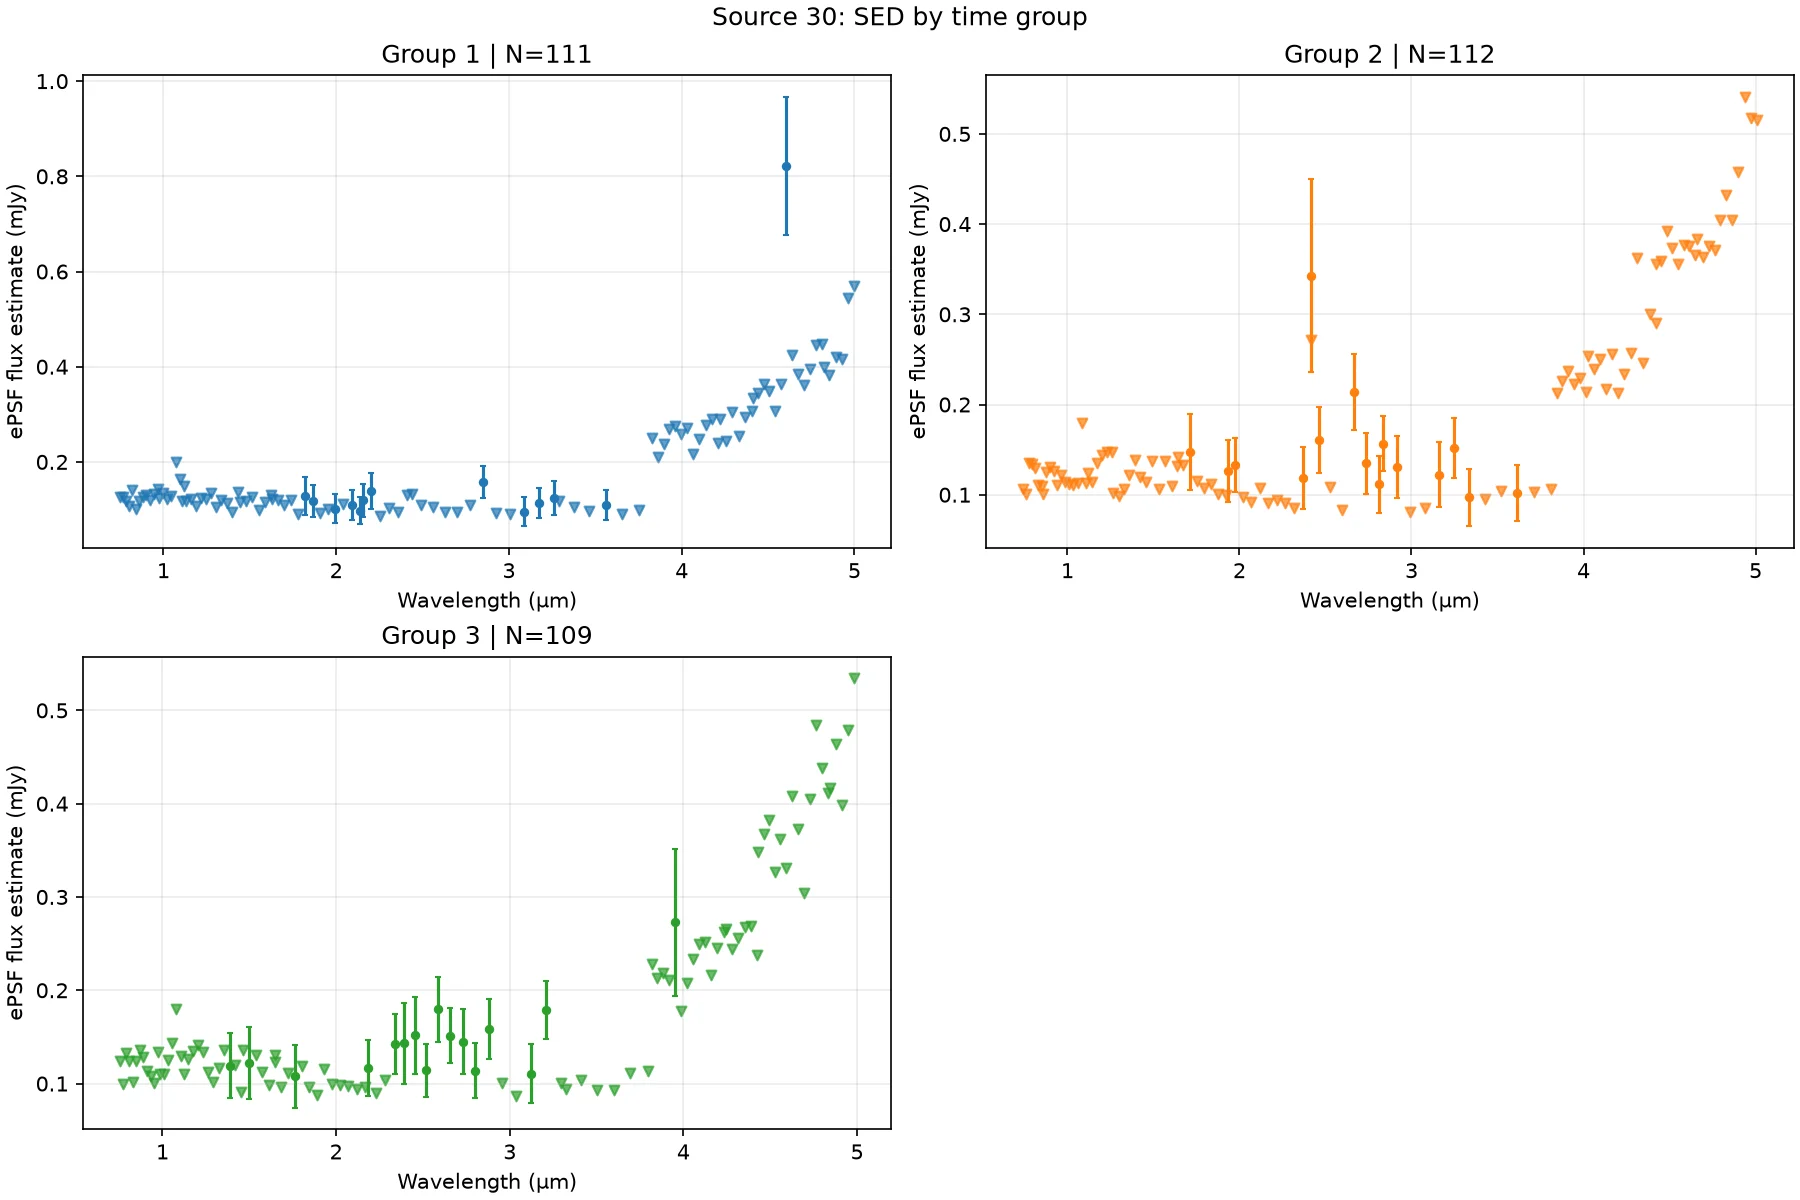 Source 30: SED by time group
Group 1 | N=111
ePSF flux estimate (mJy)
1.0
0.8
0.6
0.4
0.2
1 2 3 4 5
Wavelength (µm)
Group 2 | N=112
ePSF flux estimate (mJy)
0.5
0.4
0.3
0.2
0.1
1 2 3 4 5
Wavelength (µm)
Group 3 | N=109
ePSF flux estimate (mJy)
0.5
0.4
0.3
0.2
0.1
1 2 3 4 5
Wavelength (µm)